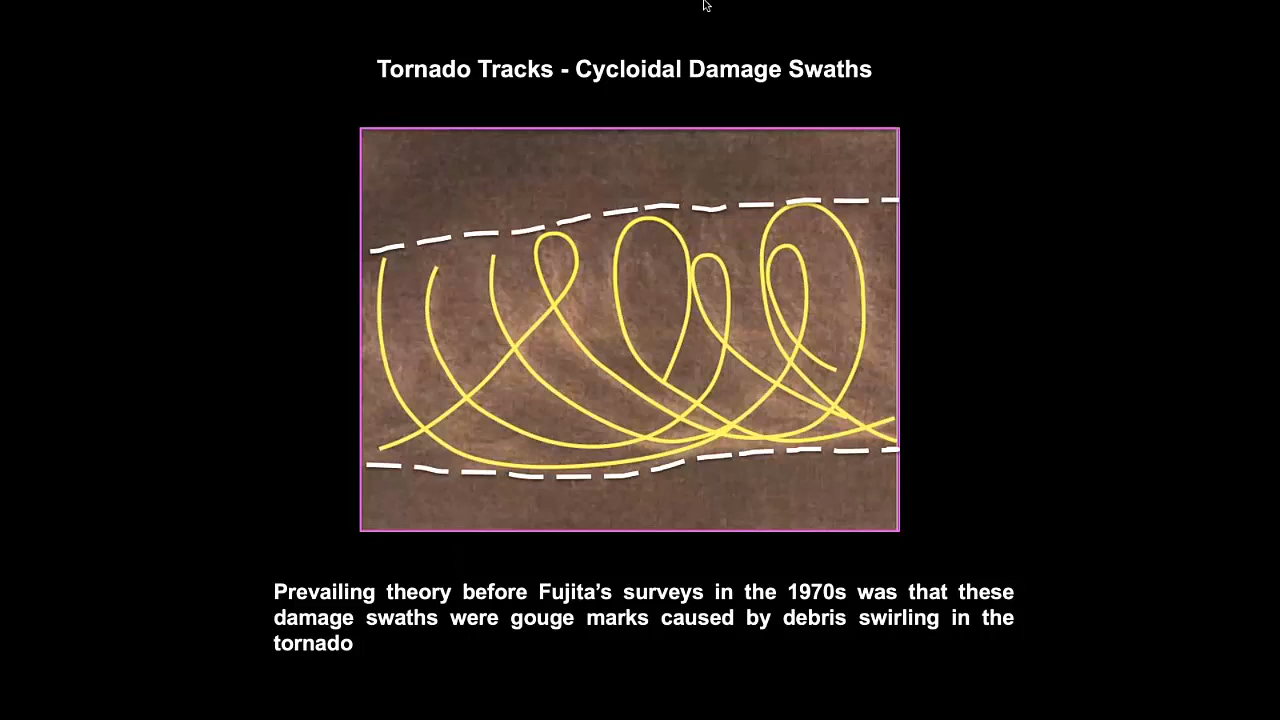 Tornado Tracks - Cycloidal Damage Swaths
Prevailing theory before Fujita’s surveys in the 1970s was that these
damage swaths were gouge marks caused by debris swirling in the
tornado